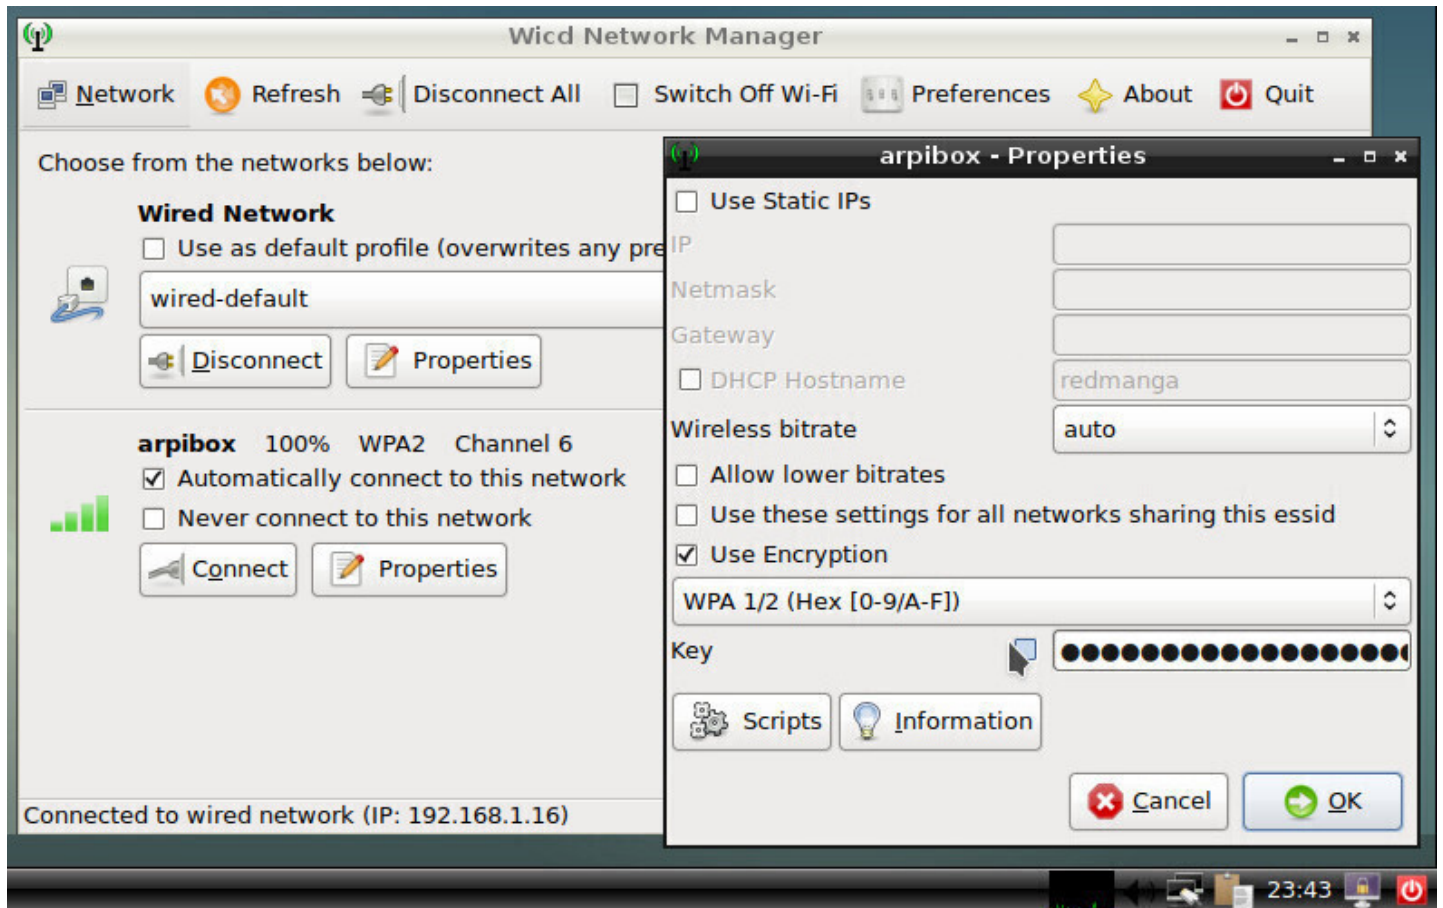 Wicd Network Manager
Network Refresh Disconnect All Switch Off Wi-Fi Preferences About Quit
Choose from the networks below:
Wired Network
Use as default profile (overwrites any pre
wired-default
Disconnect Properties
arpibox 100% WPA2 Channel 6
Automatically connect to this network
Never connect to this network
Connect Properties
Connected to wired network (IP: 192.168.1.16)
arpibox - Properties
Use Static IPs
IP
Netmask
Gateway
DHCP Hostname redmanga
Wireless bitrate auto
Allow lower bitrates
Use these settings for all networks sharing this essid
Use Encryption
WPA 1/2 (Hex [0-9/A-F])
Key
Scripts Information
Cancel OK
23:43